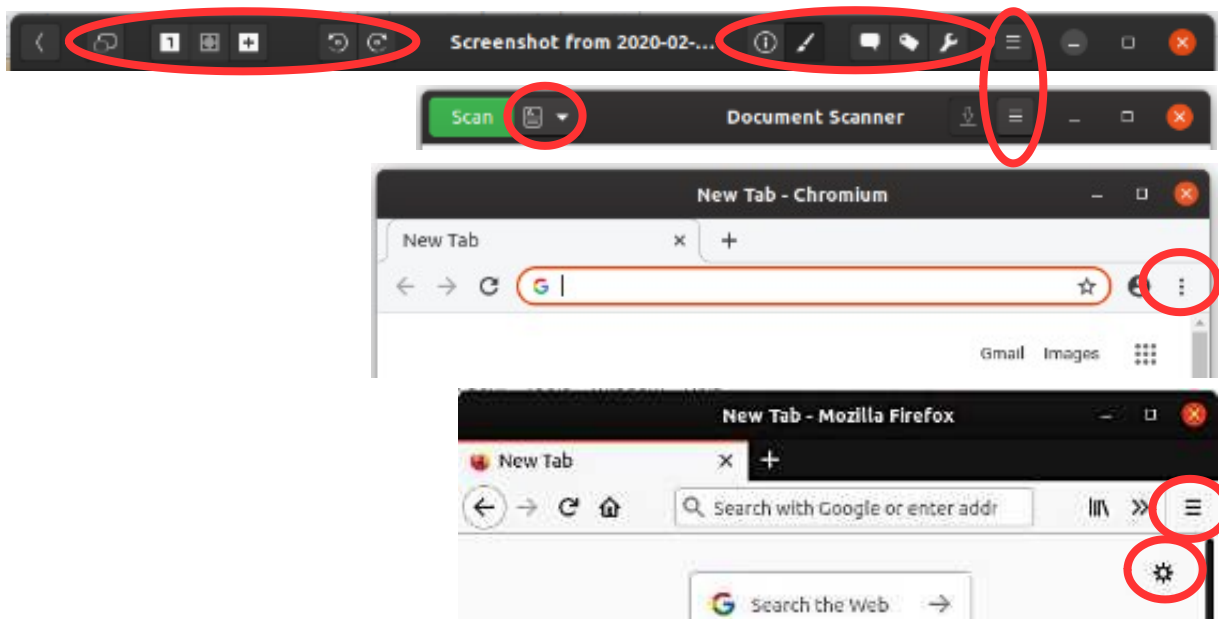 1 Screenshot from 2020-02-...
Scan Document Scanner
New Tab - Chromium
New Tab
G
Gmail Images
New Tab - Mozilla Firefox
New Tab
Search with Google or enter addr
G Search the Web